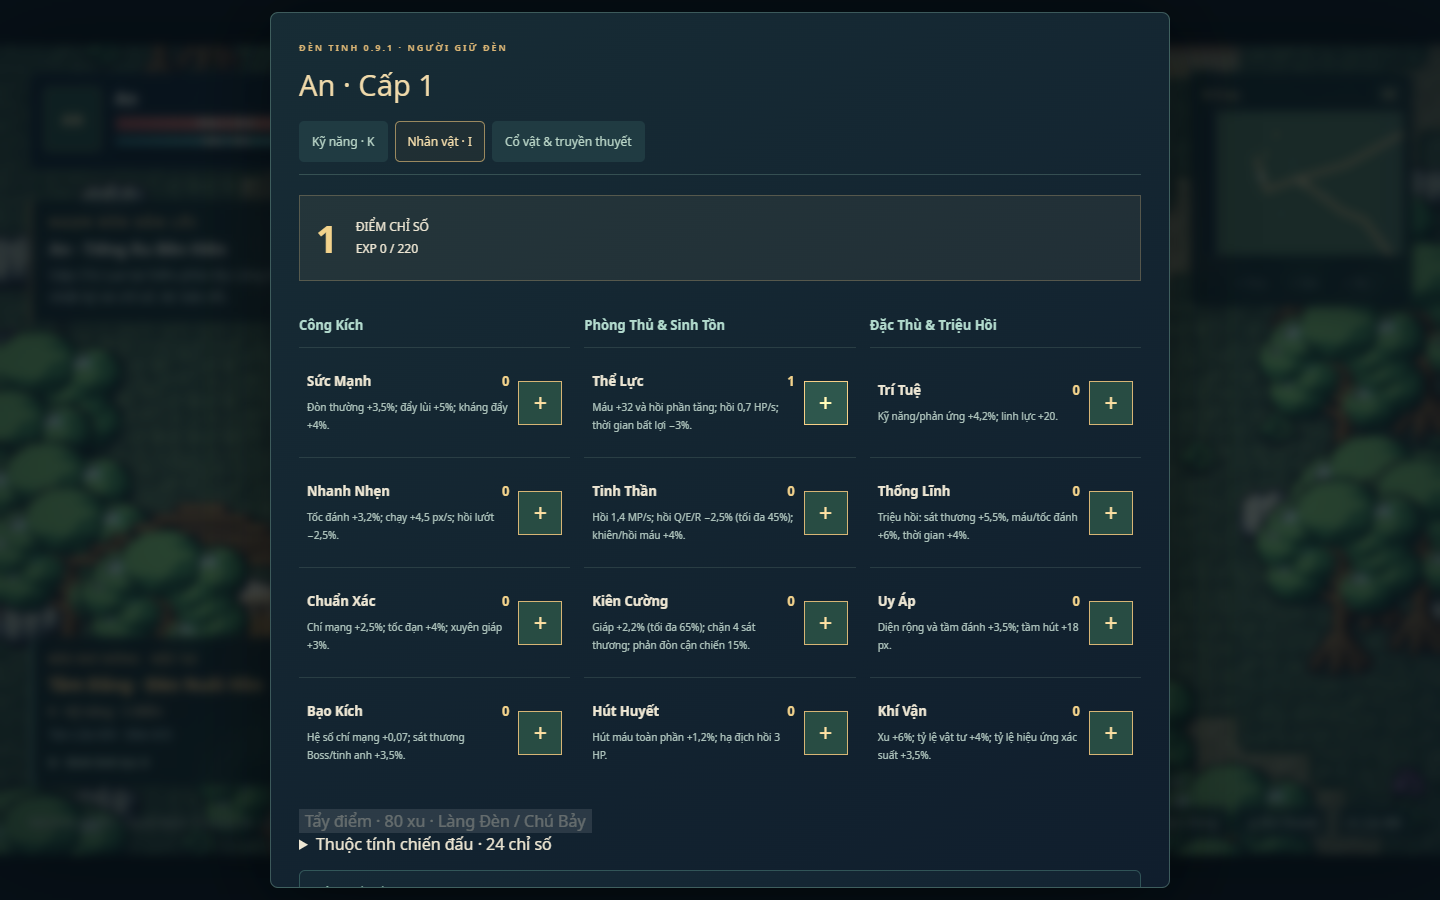 ĐÈN TINH 0.9.1 · NGƯỜI GIỮ ĐÈN
An · Cấp 1
Kỹ năng · K
Nhân vật · I
Cổ vật & truyền thuyết
1
ĐIỂM CHỈ SỐ
EXP 0 / 220
Công Kích
Sức Mạnh 0
Đòn thường +3,5%; đẩy lùi +5%; kháng đẩy
+4%.
+
Nhanh Nhẹn 0
Tốc đánh +3,2%; chạy +4,5 px/s; hồi lướt
−2,5%.
+
Chuẩn Xác 0
Chí mạng +2,5%; tốc đạn +4%; xuyên giáp
+3%.
+
Bạo Kích 0
Hệ số chí mạng +0,07; sát thương
Boss/tinh anh +3,5%.
+
Phòng Thủ & Sinh Tồn
Thể Lực 1
Máu +32 và hồi phần tăng; hồi 0,7 HP/s;
thời gian bất lợi −3%.
+
Tinh Thần 0
Hồi 1,4 MP/s; hồi Q/E/R −2,5% (tối đa 45%);
khiên/hồi máu +4%.
+
Kiên Cường 0
Giáp +2,2% (tối đa 65%); chặn 4 sát
thương; phản đòn cận chiến 15%.
+
Hút Huyết 0
Hút máu toàn phần +1,2%; hạ địch hồi 3
HP.
+
Đặc Thù & Triệu Hồi
Trí Tuệ 0
Kỹ năng/phản ứng +4,2%; linh lực +20.
+
Thống Lĩnh 0
Triệu hồi: sát thương +5,5%, máu/tốc đánh
+6%, thời gian +4%.
+
Uy Áp 0
Diện rộng và tầm đánh +3,5%; tầm hút +18
px.
+
Khí Vận 0
Xu +6%; tỷ lệ vật tư +4%; tỷ lệ hiệu ứng xác
suất +3,5%.
+
Tẩy điểm · 80 xu · Làng Đèn / Chú Bảy
Thuộc tính chiến đấu · 24 chỉ số